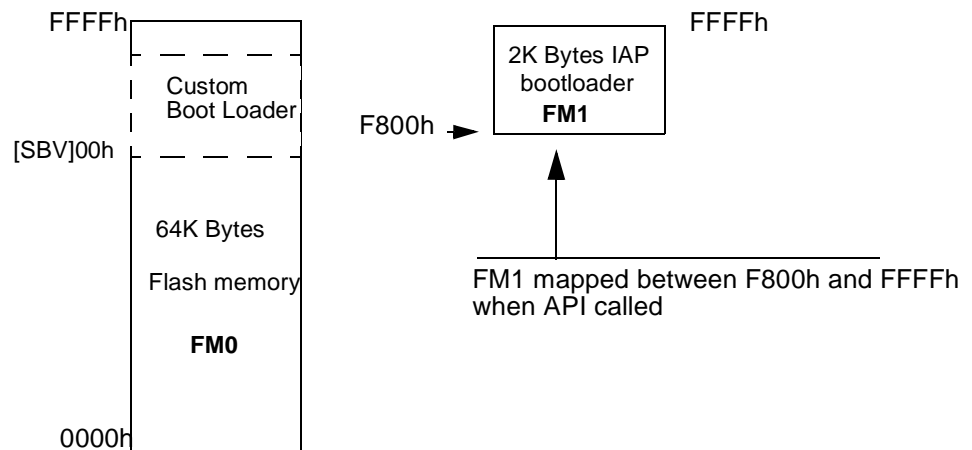 FFFFh
Custom
Boot Loader
[SBV]00h
64K Bytes
Flash memory
FM0
0000h
FFFFh
2K Bytes IAP
bootloader
FM1
F800h
FM1 mapped between F800h and FFFFh
when API called